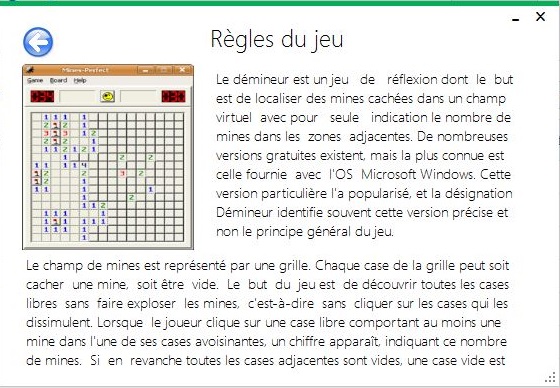 Règles du jeu
Mines-Perfect
Game Board Help
Le démineur est un jeu de réflexion dont le but
est de localiser des mines cachées dans un champ
virtuel avec pour seule indication le nombre de
mines dans les zones adjacentes. De nombreuses
versions gratuites existent, mais la plus connue est
celle fournie avec l'OS Microsoft Windows. Cette
version particulière l'a popularisé, et la désignation
Démineur identifie souvent cette version précise et
non le principe général du jeu.
Le champ de mines est représenté par une grille. Chaque case de la grille peut soit
cacher une mine, soit être vide. Le but du jeu est de découvrir toutes les cases
libres sans faire exploser les mines, c'est-à-dire sans cliquer sur les cases qui les
dissimulent. Lorsque le joueur clique sur une case libre comportant au moins une
mine dans l'une de ses cases avoisinantes, un chiffre apparaît, indiquant ce nombre
de mines. Si en revanche toutes les cases adjacentes sont vides, une case vide est